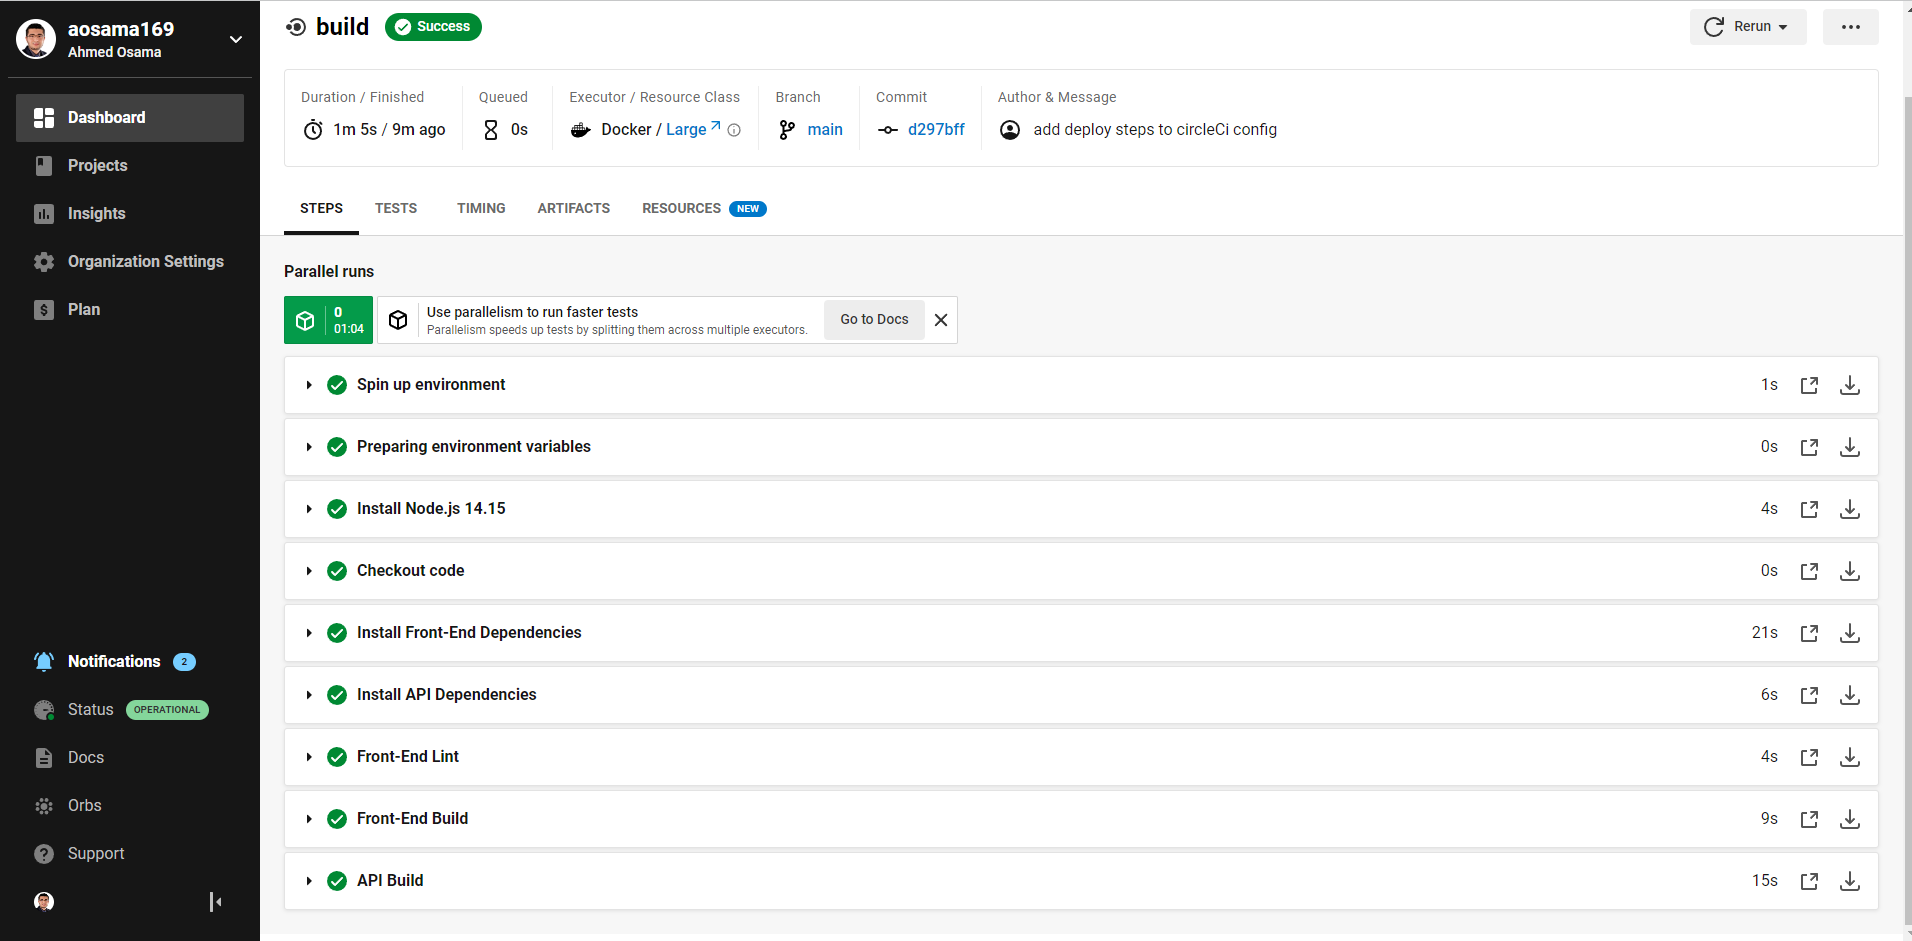 aosama169
Ahmed Osama
Dashboard
Projects
Insights
Organization Settings
$ Plan
Notifications 2
Status OPERATIONAL
Docs
Orbs
? Support
build Success
Rerun
Duration / Finished
1m 5s / 9m ago
Queued
0s
Executor / Resource Class
Docker / Large
Branch
main
Commit
d297bff
Author & Message
add deploy steps to circleCi config
STEPS TESTS TIMING ARTIFACTS RESOURCES NEW
Parallel runs
0
01:04
Use parallelism to run faster tests
Parallelism speeds up tests by splitting them across multiple executors.
Go to Docs
Spin up environment 1s
Preparing environment variables 0s
Install Node.js 14.15 4s
Checkout code 0s
Install Front-End Dependencies 21s
Install API Dependencies 6s
Front-End Lint 4s
Front-End Build 9s
API Build 15s